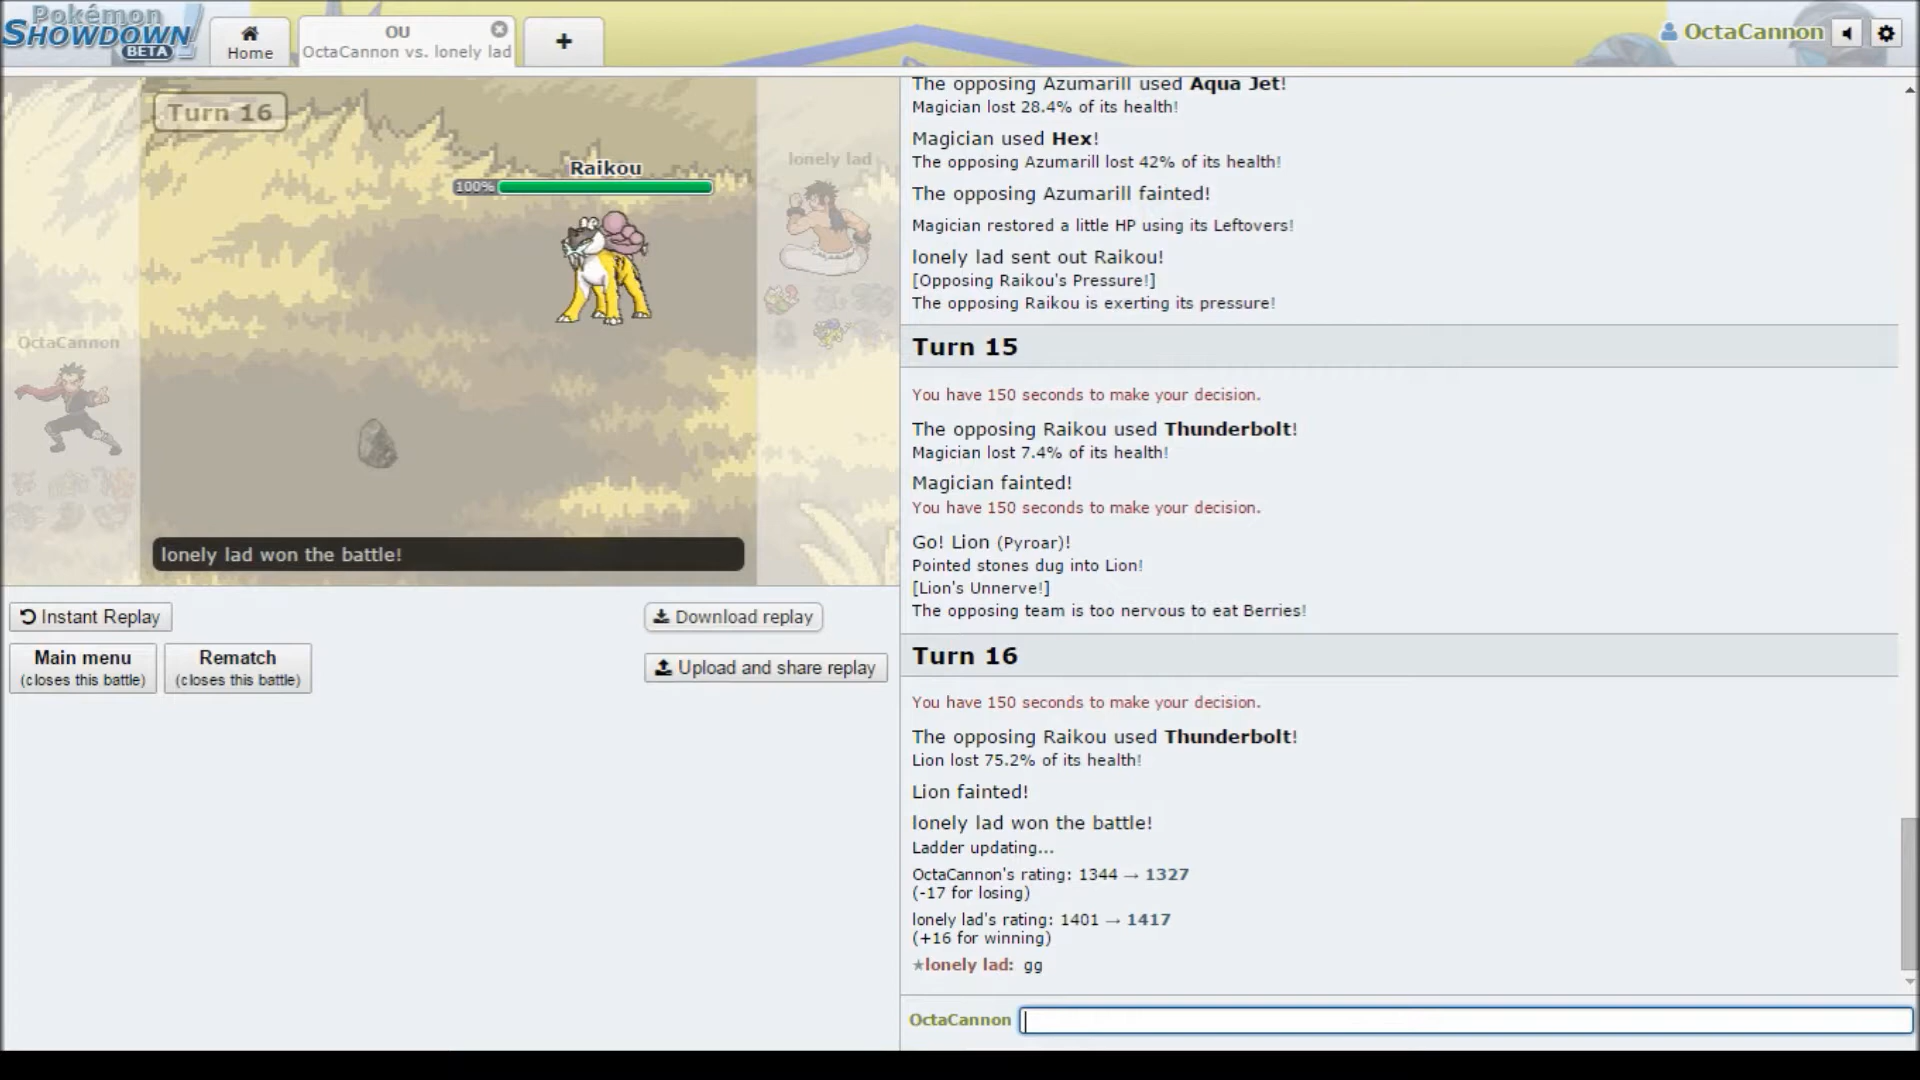 Pokémon
SHOWDOWN!
BETA
Home
OU
OctaCannon vs. lonely lad
+
OctaCannon
Turn 16
Raikou
100%
lonely lad
OctaCannon
lonely lad won the battle!
Instant Replay
Download replay
Main menu
(closes this battle)
Rematch
(closes this battle)
Upload and share replay
The opposing Azumarill used Aqua Jet!
Magician lost 28.4% of its health!
Magician used Hex!
The opposing Azumarill lost 42% of its health!
The opposing Azumarill fainted!
Magician restored a little HP using its Leftovers!
lonely lad sent out Raikou!
[Opposing Raikou's Pressure!]
The opposing Raikou is exerting its pressure!
Turn 15
You have 150 seconds to make your decision.
The opposing Raikou used Thunderbolt!
Magician lost 7.4% of its health!
Magician fainted!
You have 150 seconds to make your decision.
Go! Lion (Pyroar)!
Pointed stones dug into Lion!
[Lion's Unnerve!]
The opposing team is too nervous to eat Berries!
Turn 16
You have 150 seconds to make your decision.
The opposing Raikou used Thunderbolt!
Lion lost 75.2% of its health!
Lion fainted!
lonely lad won the battle!
Ladder updating...
OctaCannon's rating: 1344 → 1327
(-17 for losing)
lonely lad's rating: 1401 → 1417
(+16 for winning)
★lonely lad: gg
OctaCannon